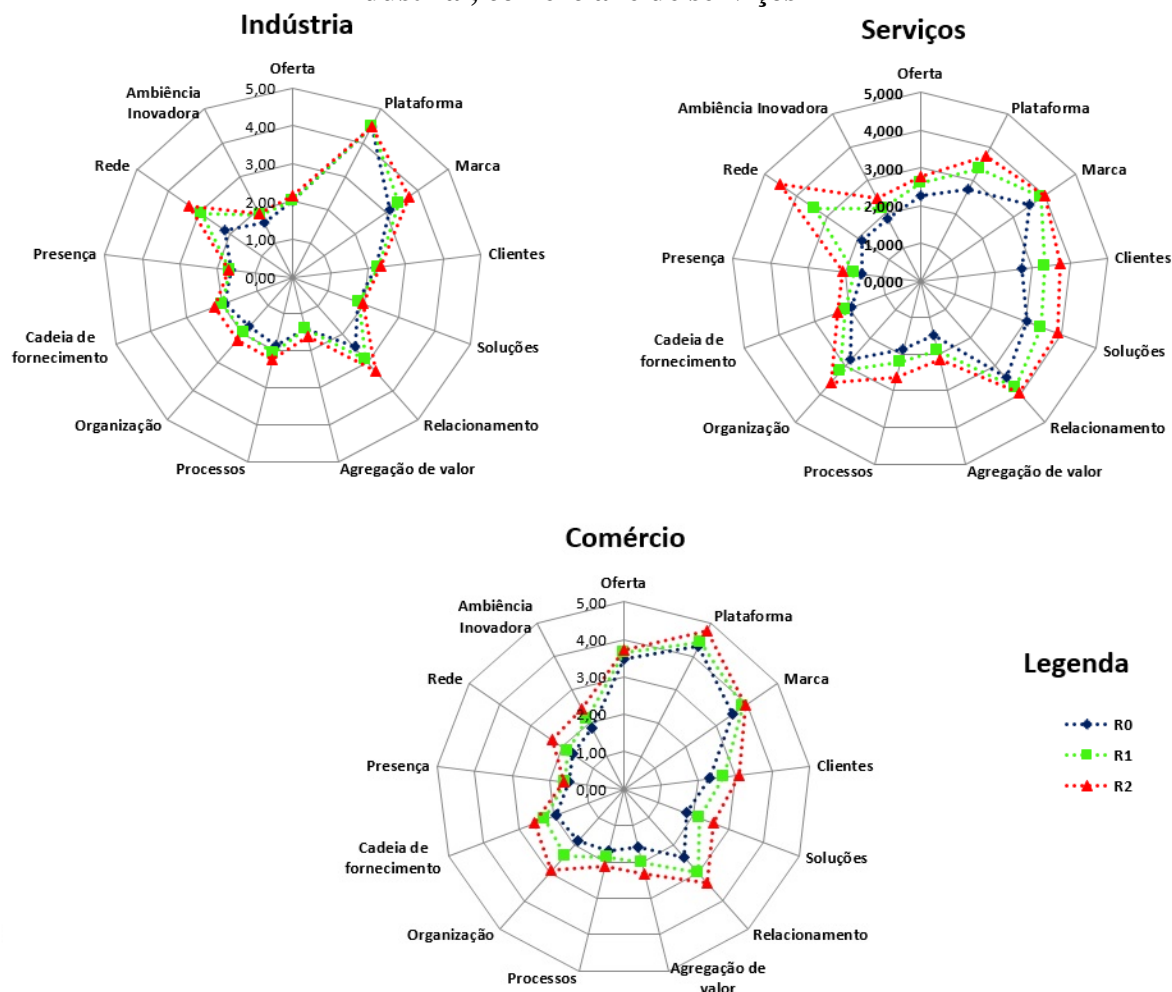 Indústria
Oferta
5,00
4,00
3,00
2,00
1,00
0,00
Plataforma
Marca
Clientes
Soluções
Relacionamento
Agregação de valor
Processos
Organização
Cadeia de
fornecimento
Presença
Rede
Ambiência
Inovadora
Serviços
Oferta
5,000
4,000
3,000
2,000
1,000
0,000
Plataforma
Marca
Clientes
Soluções
Relacionamento
Agregação de valor
Processos
Organização
Cadeia de
fornecimento
Presença
Rede
Ambiência Inovadora
Comércio
Oferta
5,00
4,00
3,00
2,00
1,00
0,00
Plataforma
Marca
Clientes
Soluções
Relacionamento
Agregação de
valor
Processos
Organização
Cadeia de
fornecimento
Presença
Rede
Ambiência
Inovadora
Legenda
R0
R1
R2